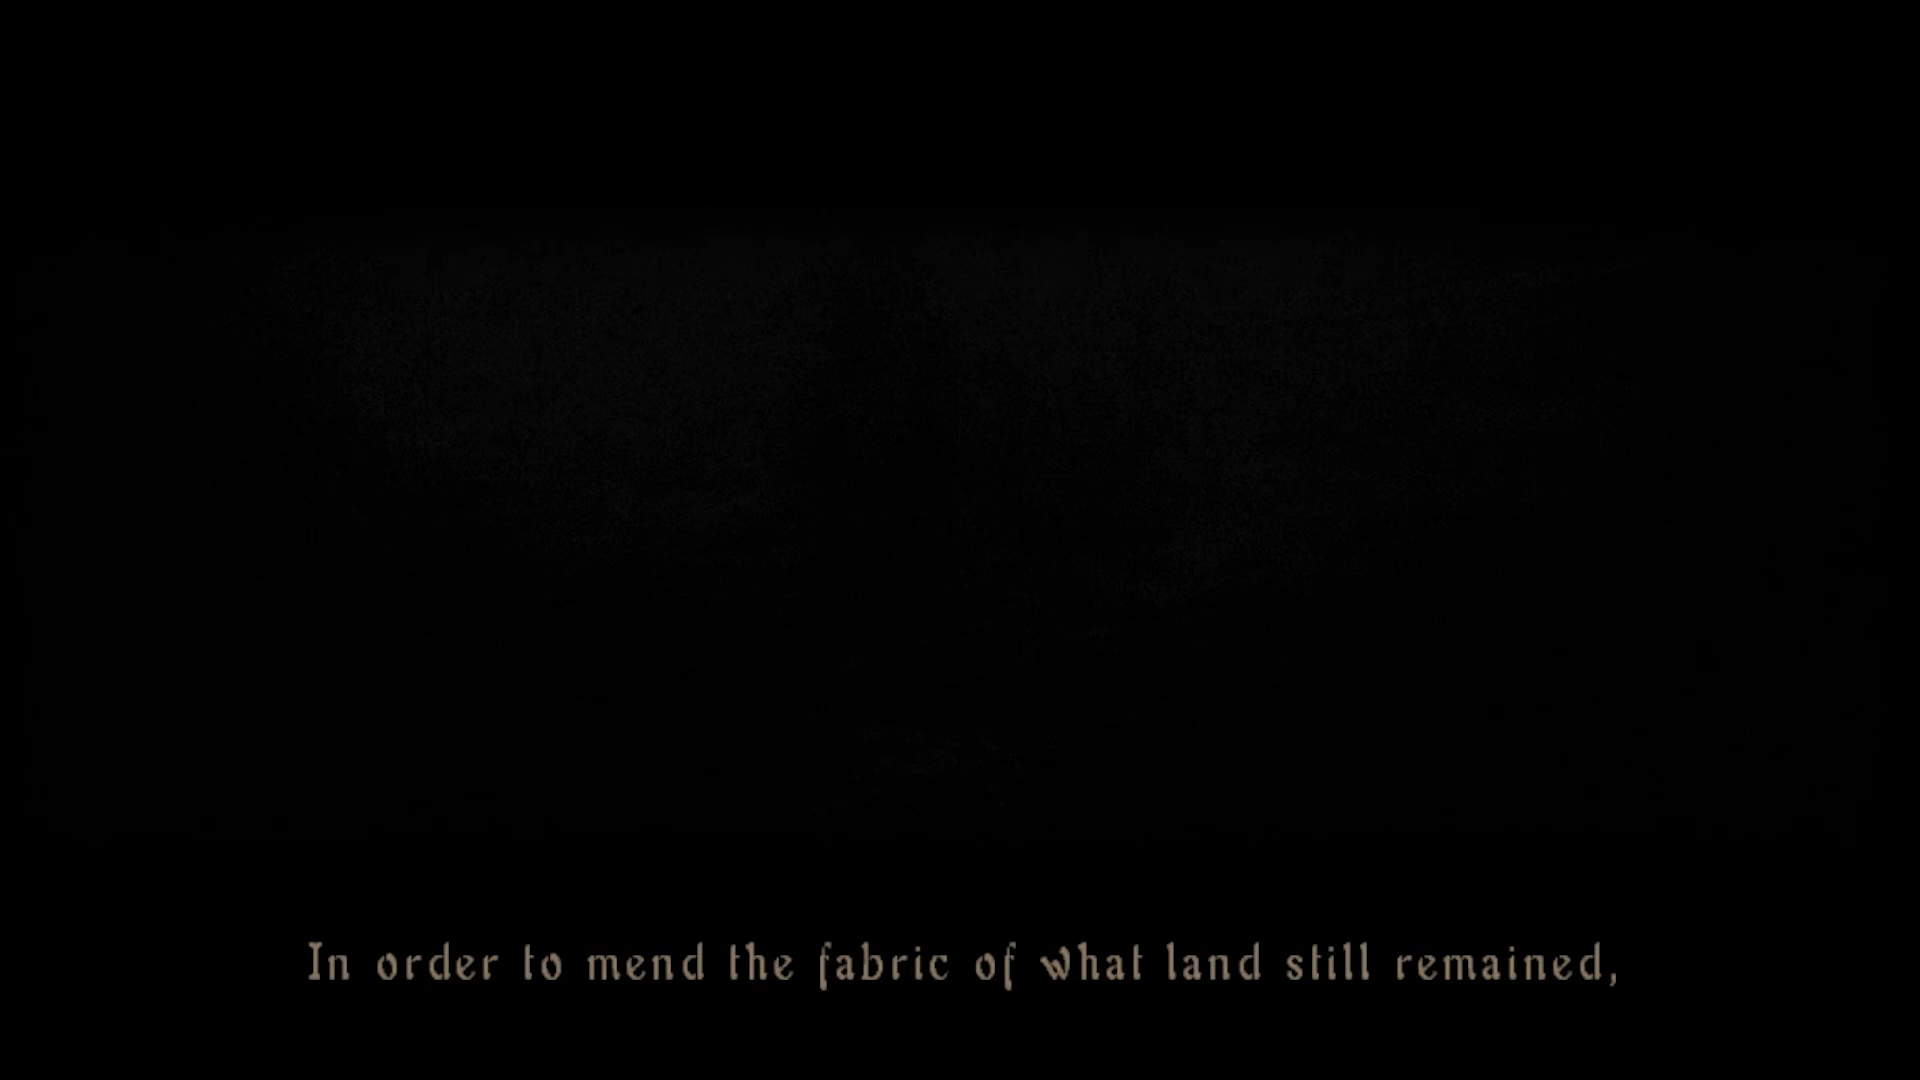 In order to mend the fabric of what land still remained,